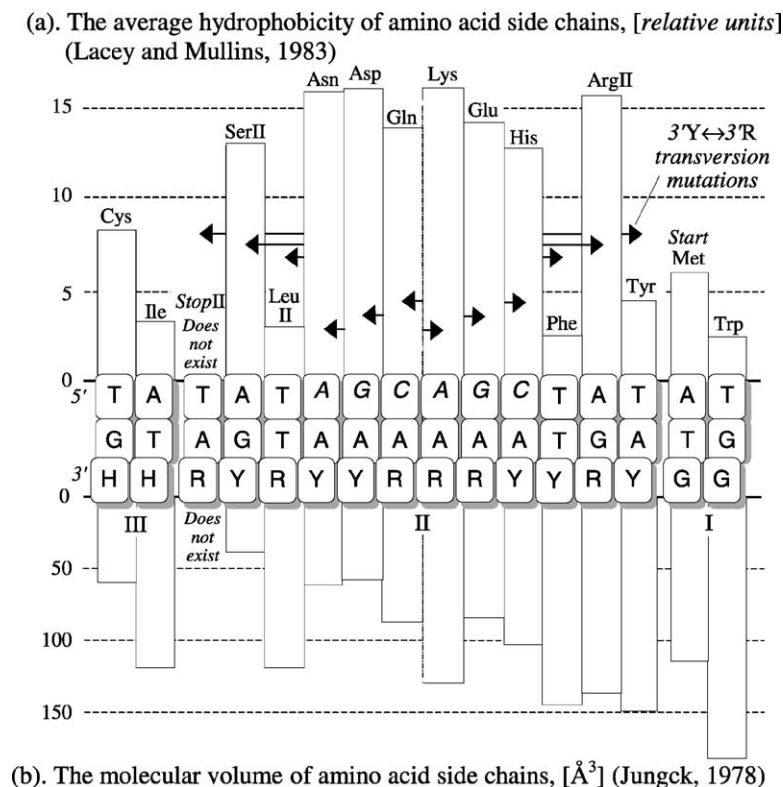 (a). The average hydrophobicity of amino acid side chains, [relative units]
(Lacey and Mullins, 1983)
Asn Asp Lys ArgII
15
SerII Gln Glu His
3'Y↔3'R
transversion
mutations
10
Cys
Start
Met
5
Ile StopII Leu II Phe Tyr Trp
Does
not
exist
0
5' T A T A T A G C A G C T A T A T
G T A G T A A A A A A T G A T G
3' H H R Y R Y Y R R R Y Y R Y G G
0
III Does not exist II I
50
100
150
(b). The molecular volume of amino acid side chains, [Å³] (Jungck, 1978)